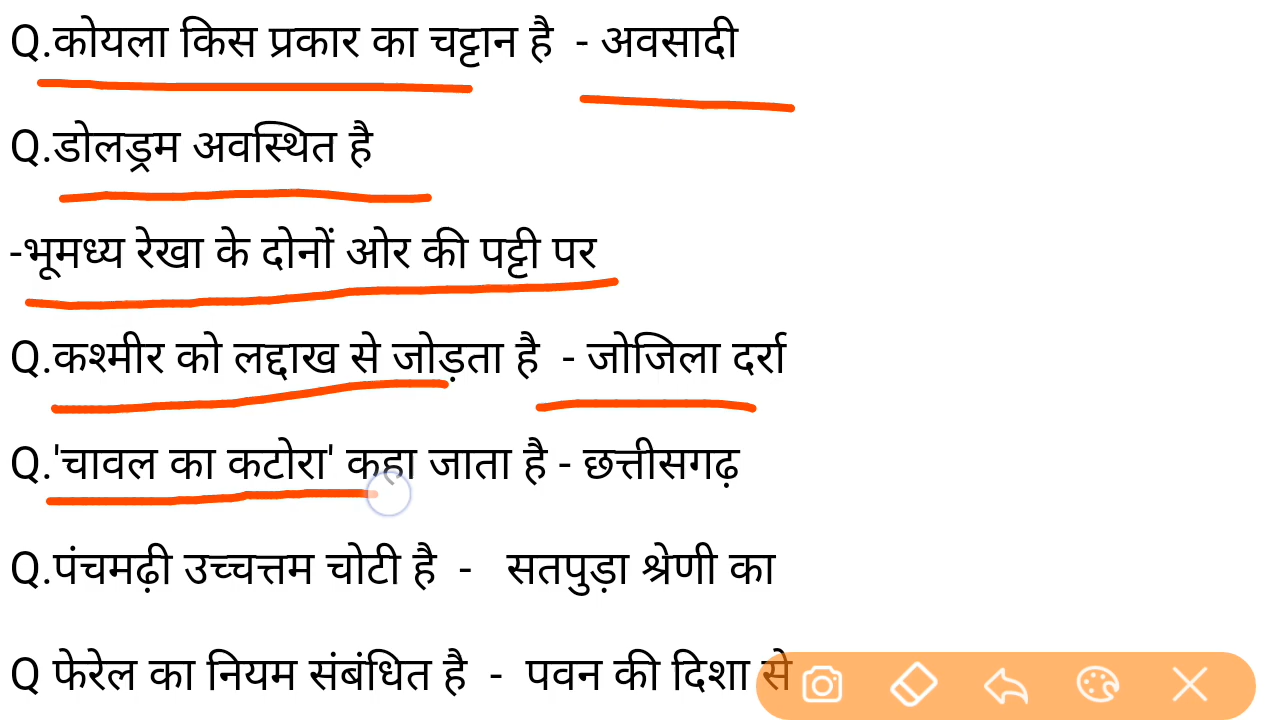 Q.कोयला किस प्रकार का चट्टान है - अवसादी
Q.डोलड्रम अवस्थित है
-भूमध्य रेखा के दोनों ओर की पट्टी पर
Q.कश्मीर को लद्दाख से जोड़ता है - जोजिला दर्रा
Q.'चावल का कटोरा' कहा जाता है - छत्तीसगढ़
Q.पंचमढ़ी उच्चत्तम चोटी है - सतपुड़ा श्रेणी का
Q फेरेल का नियम संबंधित है - पवन की दिशा से